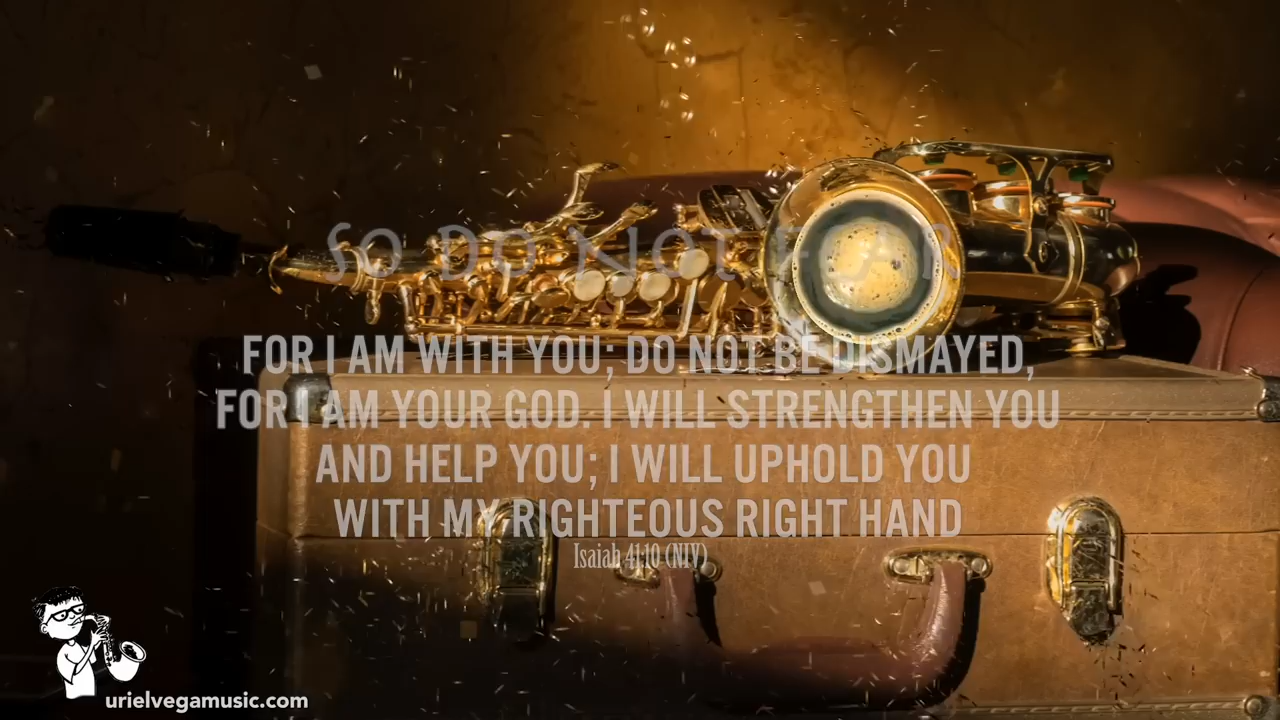 SO DO NOT FEAR
FOR I AM WITH YOU; DO NOT BE DISMAYED,
FOR I AM YOUR GOD. I WILL STRENGTHEN YOU
AND HELP YOU; I WILL UPHOLD YOU
WITH MY RIGHTEOUS RIGHT HAND
Isaiah 41:10 (NIV)
urielvegamusic.com